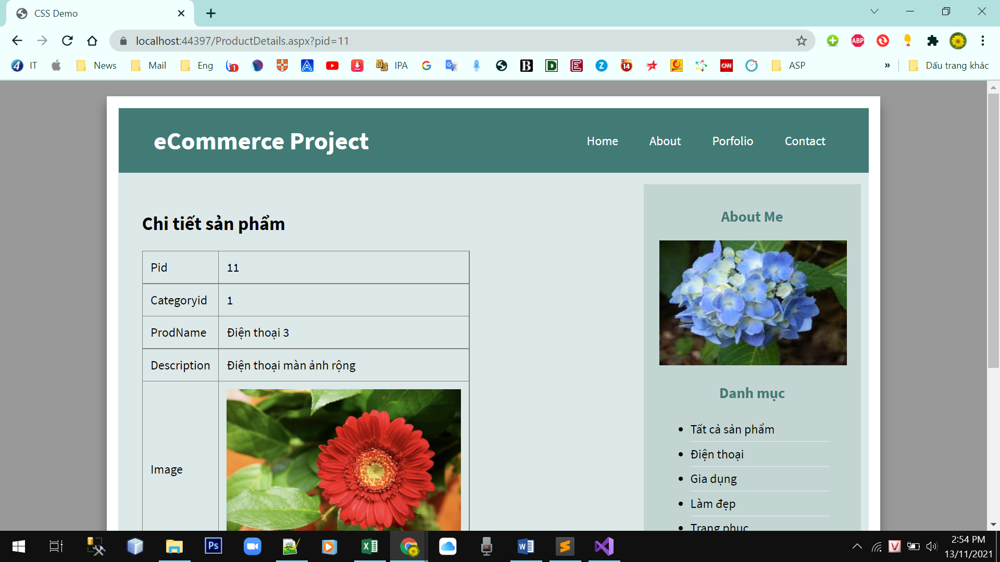 CSS Demo
localhost:44397/ProductDetails.aspx?pid=11
ABP
IT
News
Mail
Eng
IPA
CNN
ASP
»
Dấu trang khác
eCommerce Project
Home
About
Porfolio
Contact
Chi tiết sản phẩm
Pid 11
Categoryid 1
ProdName Điện thoại 3
Description Điện thoại màn ảnh rộng
Image
About Me
Danh mục
Tất cả sản phẩm
Điện thoại
Gia dụng
Làm đẹp
Trang phục
Ps
2:54 PM
13/11/2021